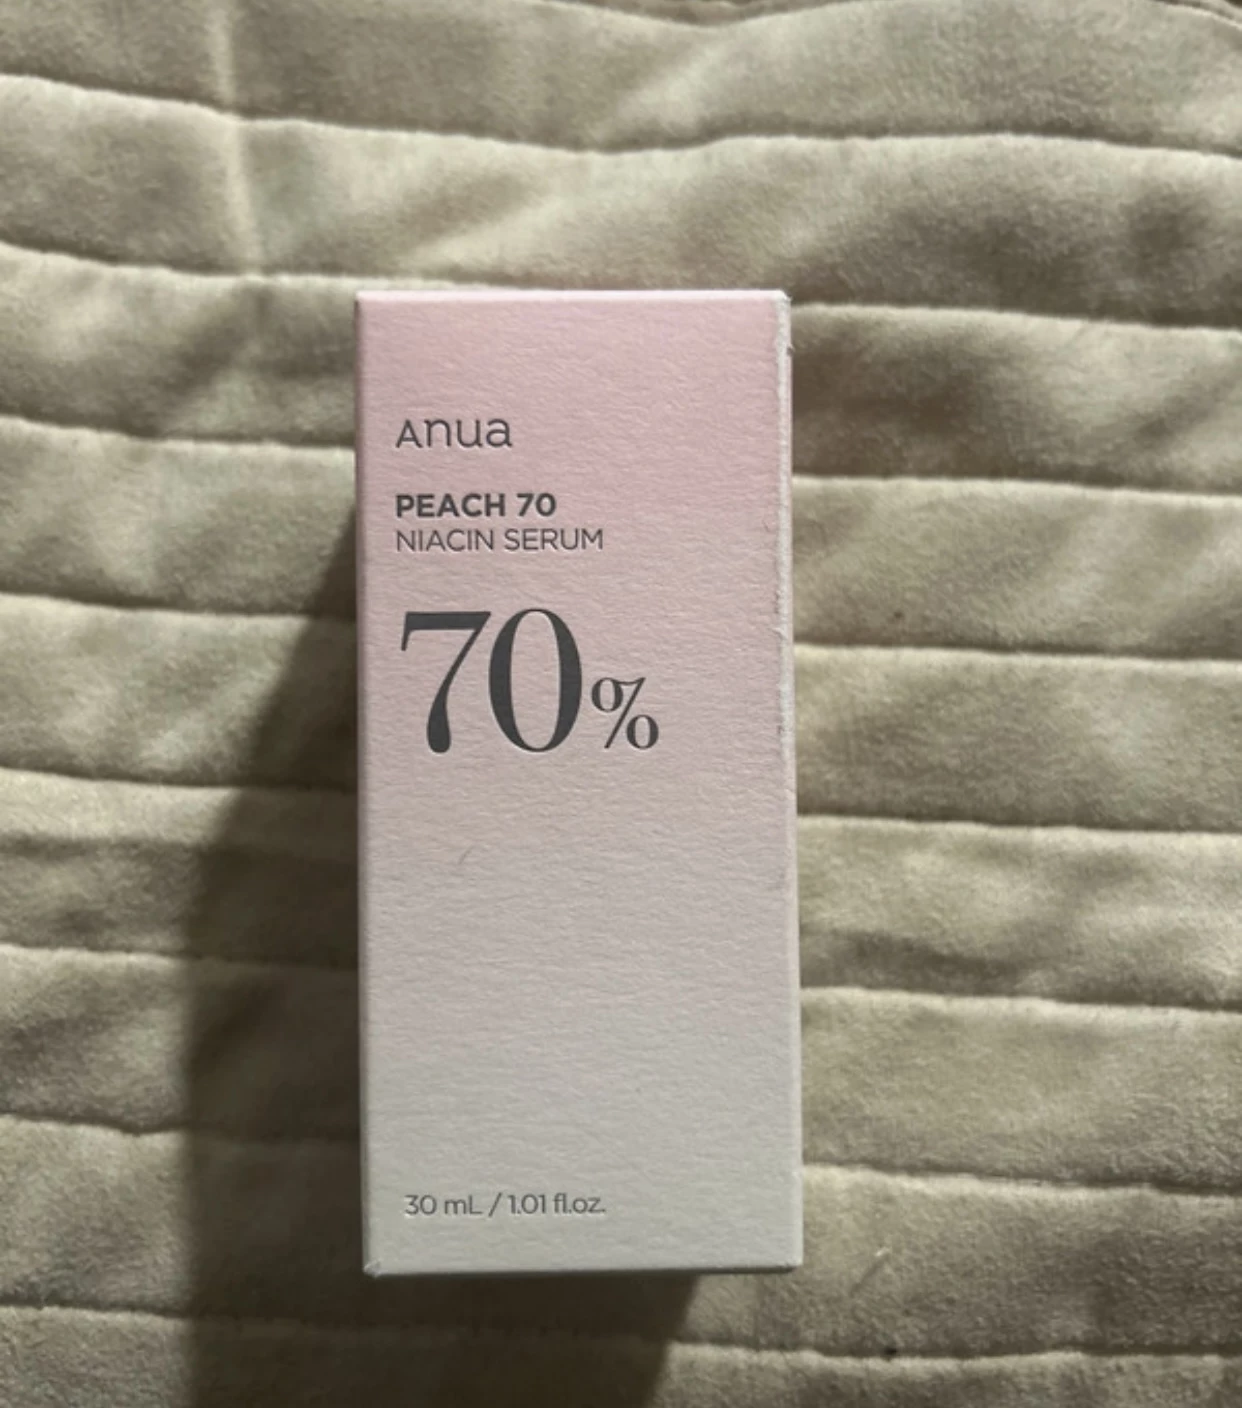 Anua
PEACH 70
NIACIN SERUM
70%
30 mL / 1.01 fl.oz.